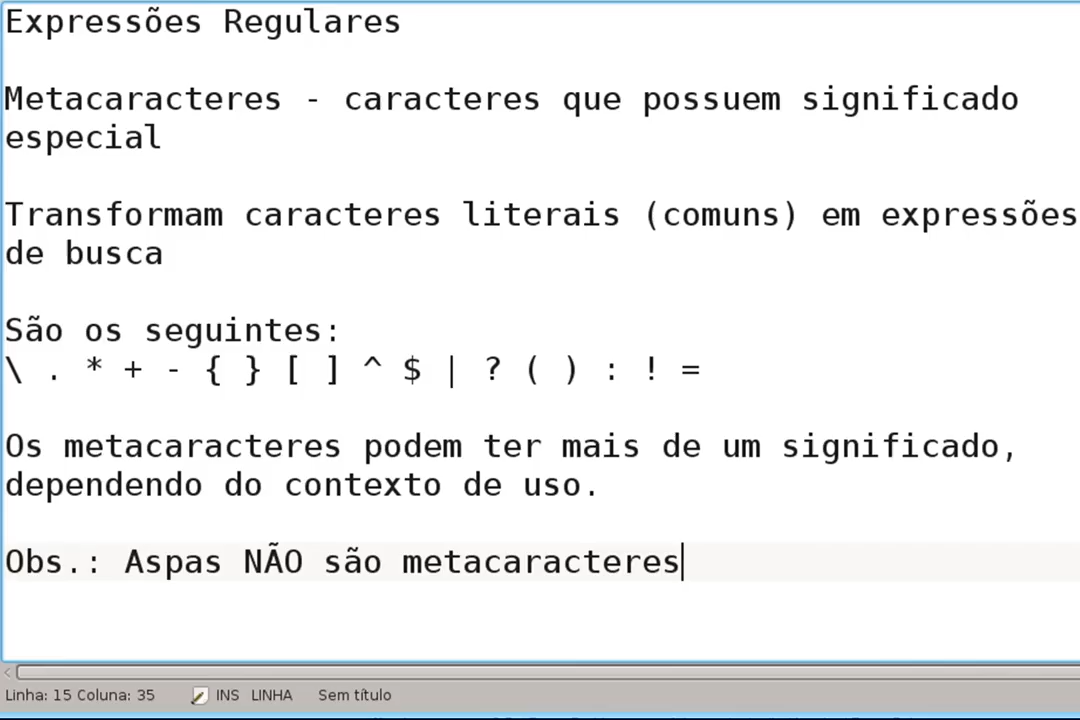 Expressões Regulares
Metacaracteres - caracteres que possuem significado
especial
Transformam caracteres literais (comuns) em expressões
de busca
São os seguintes:
\ . * + - { } [ ] ^ $ | ? ( ) : ! =
Os metacaracteres podem ter mais de um significado,
dependendo do contexto de uso.
Obs.: Aspas NÃO são metacaracteres
Linha: 15 Coluna: 35 INS LINHA Sem título